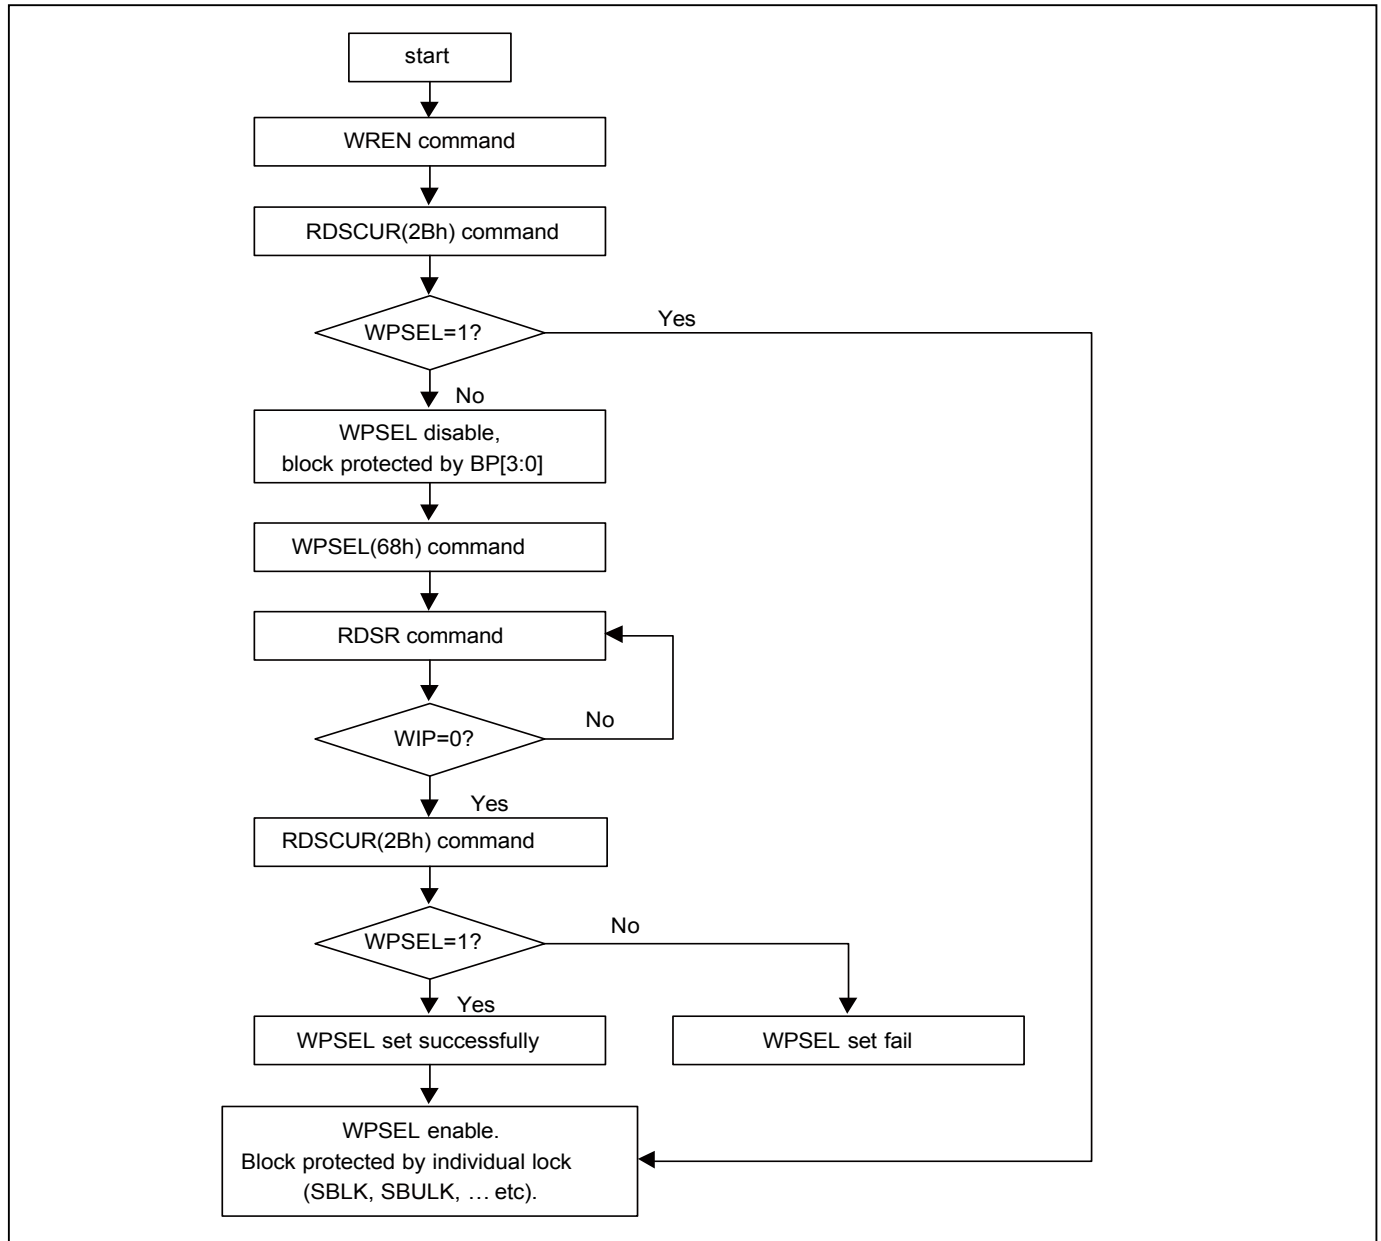 start
WREN command
RDSCUR(2Bh) command
WPSEL=1?
Yes
No
WPSEL disable,
block protected by BP[3:0]
WPSEL(68h) command
RDSR command
WIP=0?
No
Yes
RDSCUR(2Bh) command
WPSEL=1?
No
Yes
WPSEL set successfully
WPSEL set fail
WPSEL enable.
Block protected by individual lock
(SBLK, SBULK, … etc).